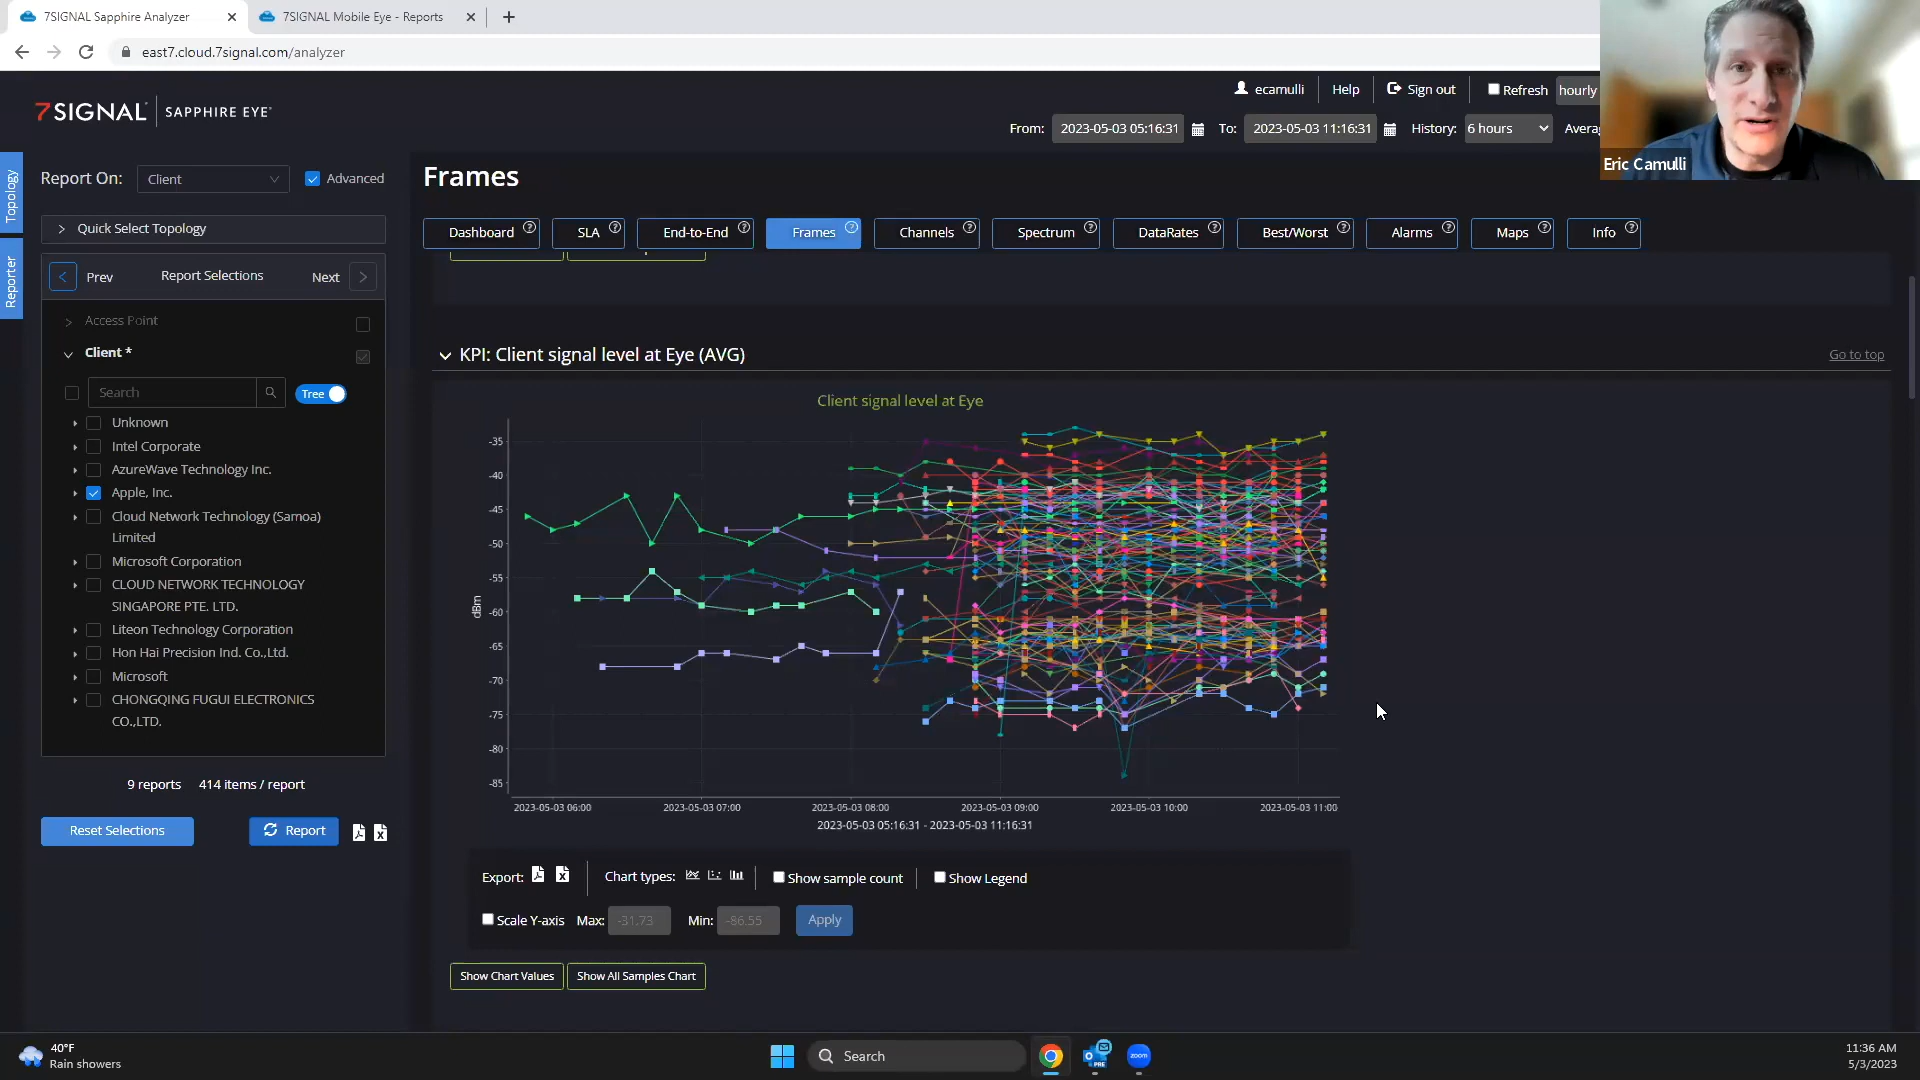 7SIGNAL Sapphire Analyzer
7SIGNAL Mobile Eye - Reports
east7.cloud.7signal.com/analyzer
7SIGNAL SAPPHIRE EYE
ecamulli Help Sign out Refresh hourly
From: 2023-05-03 05:16:31 To: 2023-05-03 11:16:31 History: 6 hours
Eric Camulli
Topology
Reporter
Report On: Client Advanced
Quick Select Topology
Prev Report Selections Next
Access Point
Client *
Search Tree
Unknown
Intel Corporate
AzureWave Technology Inc.
Apple, Inc.
Cloud Network Technology (Samoa)
Limited
Microsoft Corporation
CLOUD NETWORK TECHNOLOGY
SINGAPORE PTE. LTD.
Liteon Technology Corporation
Hon Hai Precision Ind. Co.,Ltd.
Microsoft
CHONGQING FUGUI ELECTRONICS
CO.,LTD.
9 reports 414 items / report
Reset Selections Report
Frames
Dashboard SLA End-to-End Frames Channels Spectrum DataRates Best/Worst Alarms Maps Info
KPI: Client signal level at Eye (AVG) Go to top
Client signal level at Eye
dBm
-35
-40
-45
-50
-55
-60
-65
-70
-75
-80
-85
2023-05-03 06:00 2023-05-03 07:00 2023-05-03 08:00 2023-05-03 09:00 2023-05-03 10:00 2023-05-03 11:00
2023-05-03 05:16:31 - 2023-05-03 11:16:31
Export: Chart types: Show sample count Show Legend
Scale Y-axis Max: -31.73 Min: -86.55 Apply
Show Chart Values Show All Samples Chart
40°F
Rain showers
Search
zoom
11:36 AM
5/3/2023